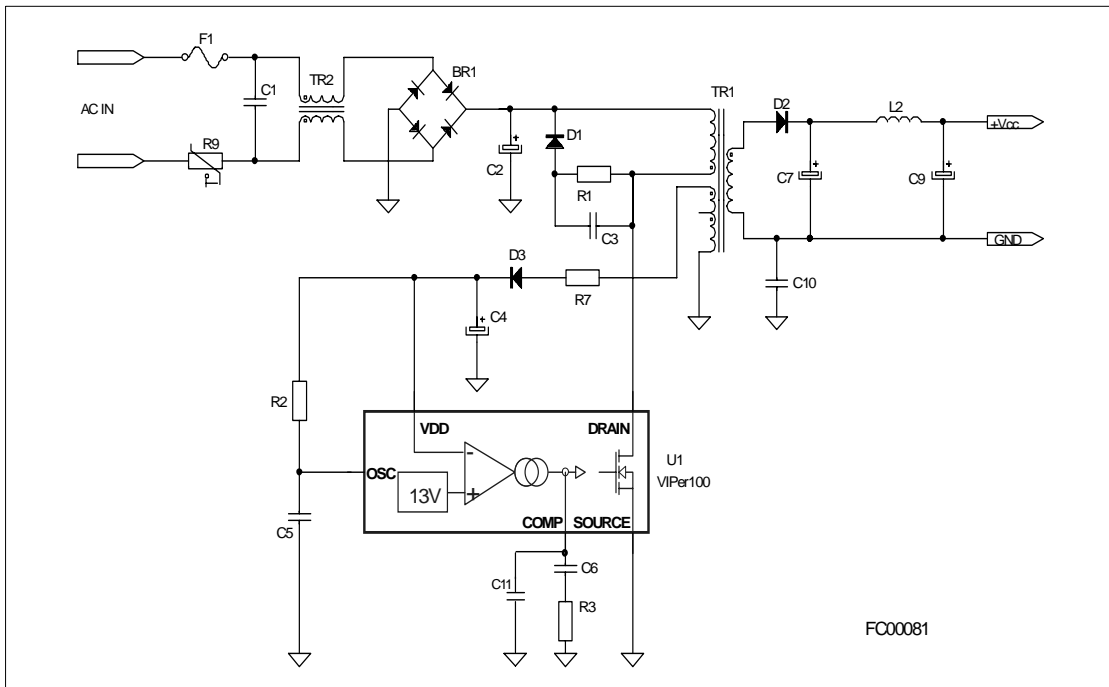 F1
TR2
BR1
AC IN
C1
R9
T°
C2
D1
R1
C3
TR1
D2
L2
+Vcc
C7
+
C9
+
+
GND
C10
D3
R7
C4
+
R2
VDD
DRAIN
U1
VIPer100
OSC
13V
-
+
COMP
SOURCE
C5
C11
C6
R3
FC00081